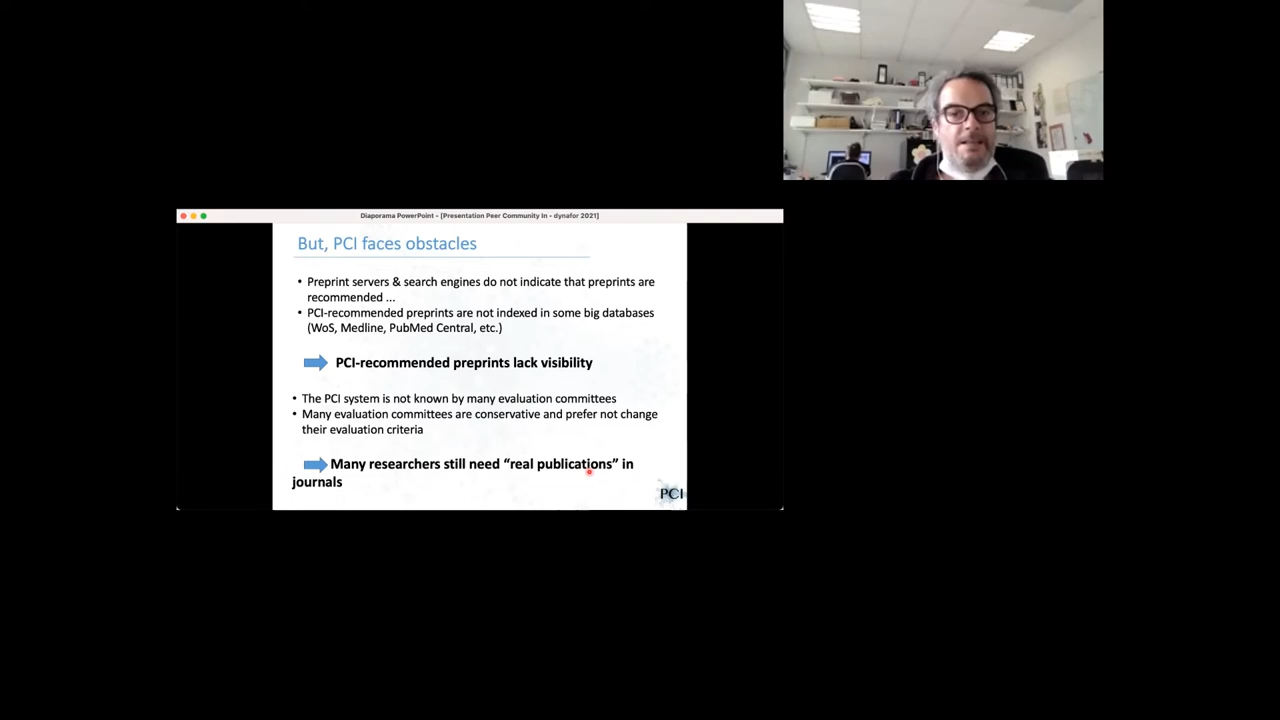 Diaporama PowerPoint - [Presentation Peer Community In - dynafor 2021]
But, PCI faces obstacles
• Preprint servers & search engines do not indicate that preprints are
recommended ...
• PCI-recommended preprints are not indexed in some big databases
(WoS, Medline, PubMed Central, etc.)
PCI-recommended preprints lack visibility
• The PCI system is not known by many evaluation committees
• Many evaluation committees are conservative and prefer not change
their evaluation criteria
Many researchers still need “real publications” in
journals
PCI